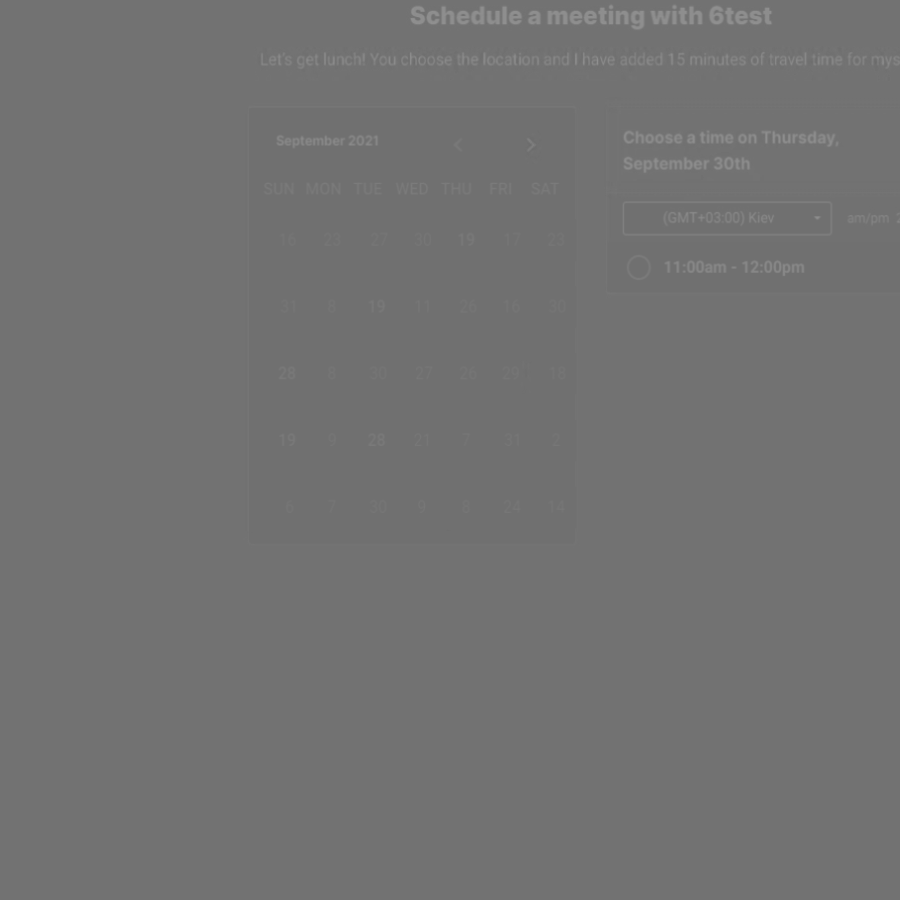 Schedule a meeting with 6test
Let's get lunch! You choose the location and I have added 15 minutes of travel time for mys
September 2021
Choose a time on Thursday,
September 30th
SUN MON TUE WED THU FRI SAT
(GMT+03:00) Kiev am/pm 2
16 23 27 30 19 17 23
11:00am - 12:00pm
31 8 19 11 26 16 30
28 8 30 27 26 29 18
19 9 28 21 7 31 2
6 7 30 9 8 24 14